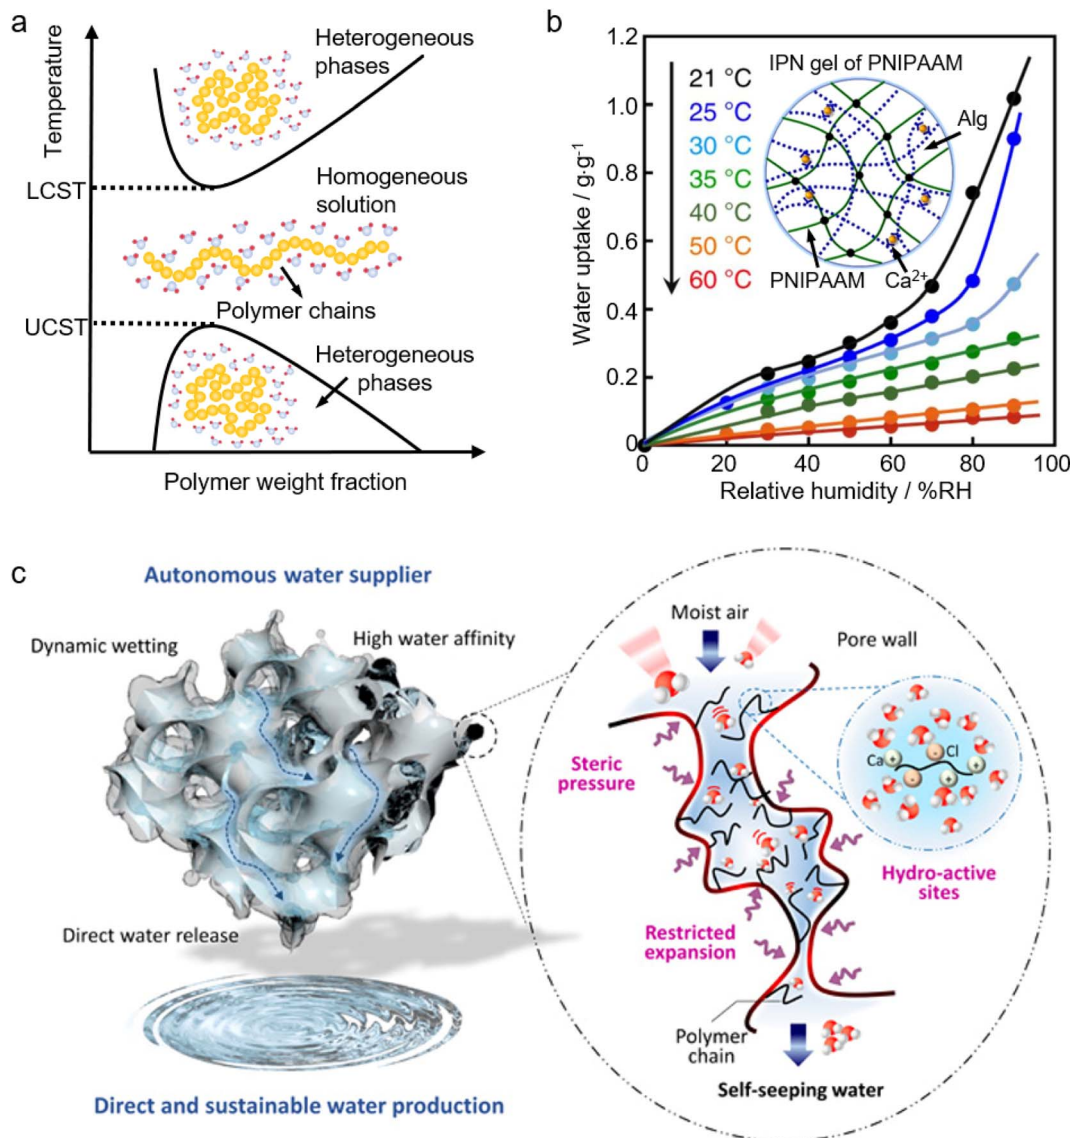 a
Temperature
LCST
UCST
Heterogeneous
phases
Homogeneous
solution
Polymer chains
Heterogeneous
phases
Polymer weight fraction
b
Water uptake / g·g⁻¹
1.2
1.0
0.8
0.6
0.4
0.2
0
21 °C
25 °C
30 °C
35 °C
40 °C
50 °C
60 °C
IPN gel of PNIPAAM
Alg
PNIPAAM
Ca²⁺
0 20 40 60 80 100
Relative humidity / %RH
c
Autonomous water supplier
Dynamic wetting
High water affinity
Direct water release
Direct and sustainable water production
Moist air
Pore wall
Steric
pressure
Ca
Cl
Hydro-active
sites
Restricted
expansion
Polymer
chain
Self-seeping water